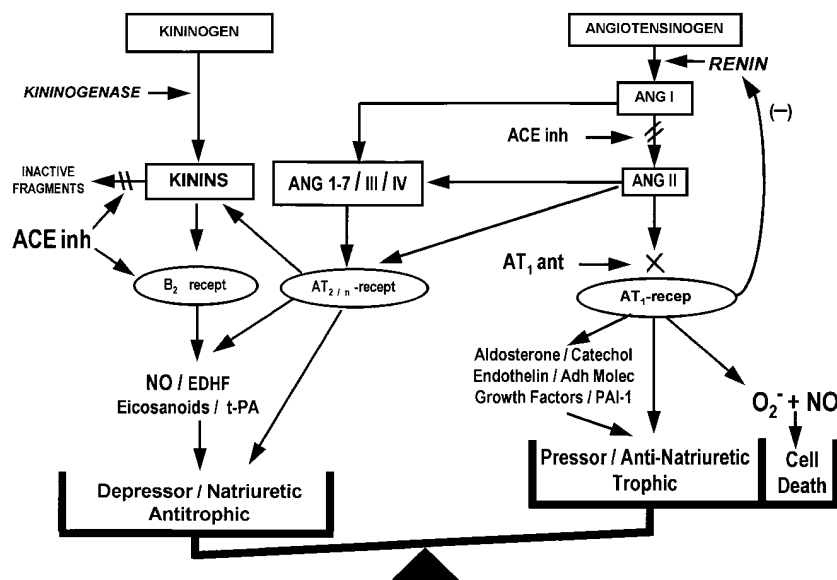 KININOGEN
ANGIOTENSINOGEN
KININOGENASE
RENIN
ANG I
(–)
ACE inh
INACTIVE
FRAGMENTS
KININS
ANG 1-7 / III / IV
ANG II
ACE inh
AT1 ant
B2 recept
AT2 / n -recept
AT1-recep
NO / EDHF
Eicosanoids / t-PA
Aldosterone / Catechol
Endothelin / Adh Molec
Growth Factors / PAI-1
O2- + NO
Depressor / Natriuretic
Antitrophic
Pressor / Anti-Natriuretic
Trophic
Cell
Death